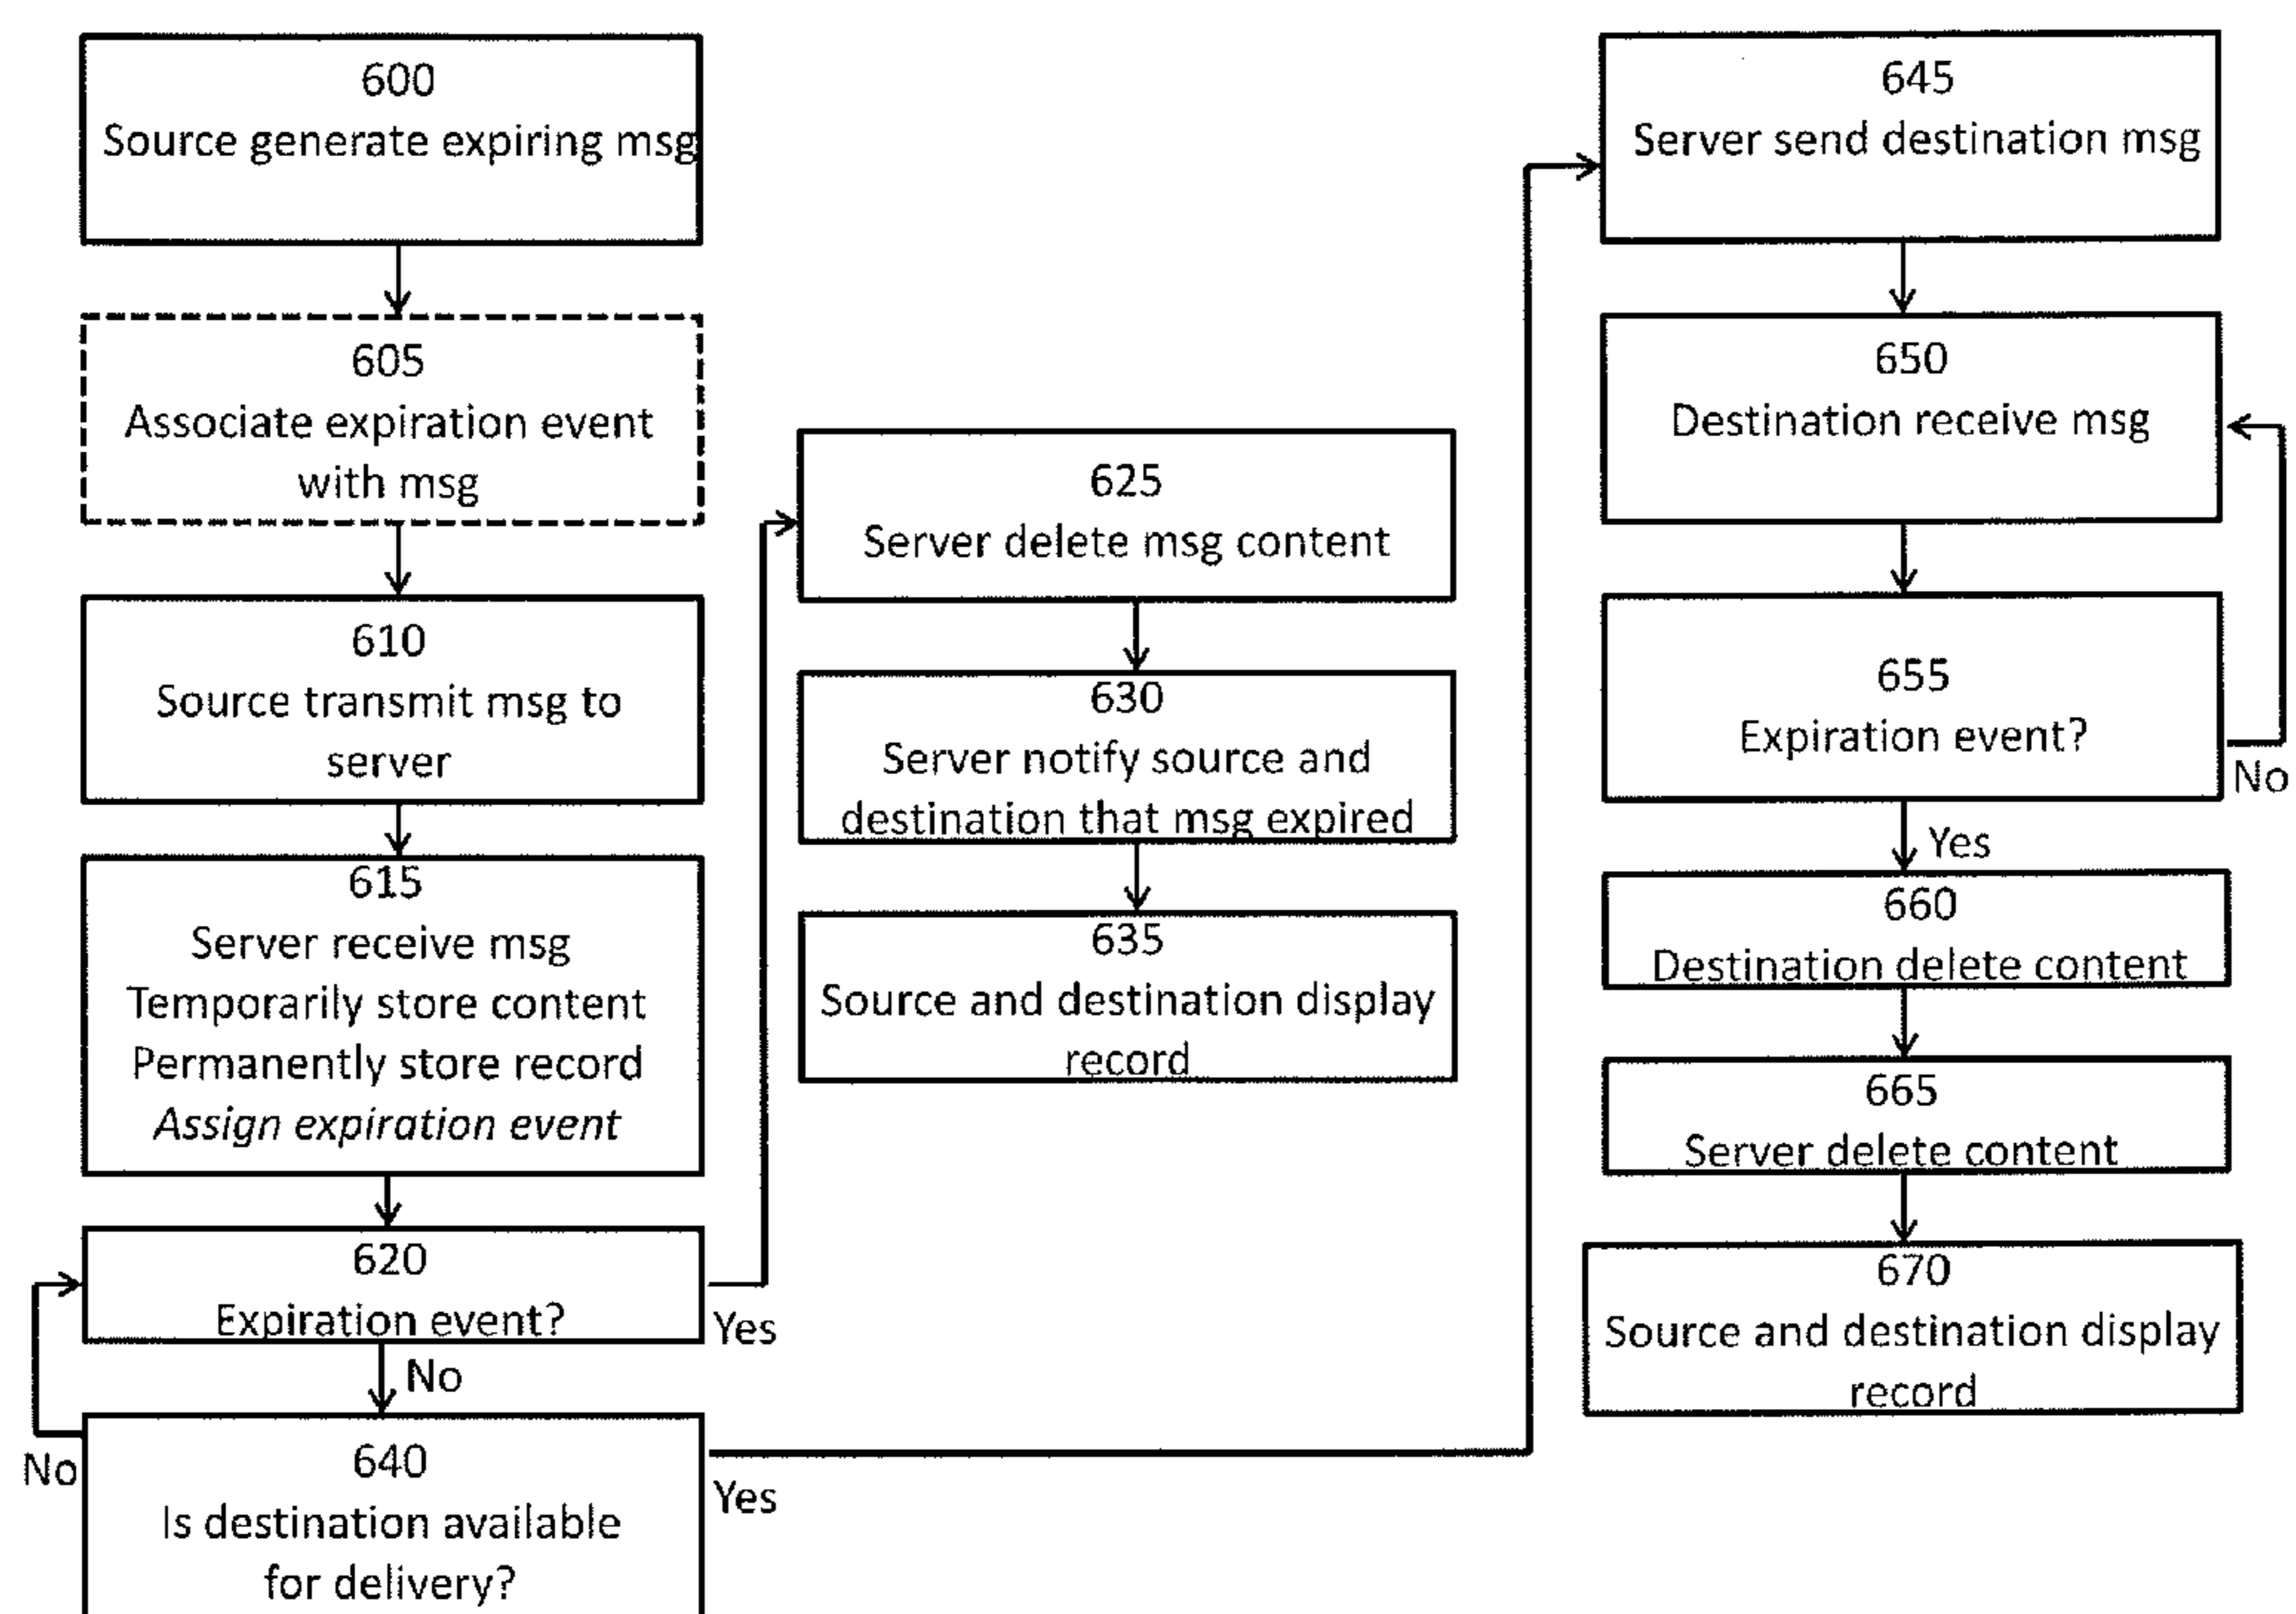 600
Source generate expiring msg
605
Associate expiration event
with msg
610
Source transmit msg to
server
615
Server receive msg
Temporarily store content
Permanently store record
Assign expiration event
620
Expiration event?
Yes
No
640
Is destination available
for delivery?
No
Yes
625
Server delete msg content
630
Server notify source and
destination that msg expired
635
Source and destination display
record
645
Server send destination msg
650
Destination receive msg
655
Expiration event?
No
Yes
660
Destination delete content
665
Server delete content
670
Source and destination display
record